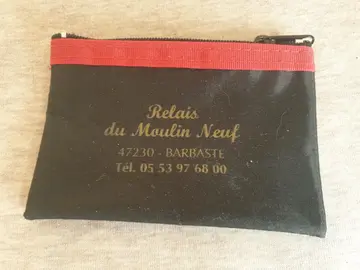 Relais
du Moulin Neuf
47230 - BARBASTE
Tél. 05 53 97 68 00